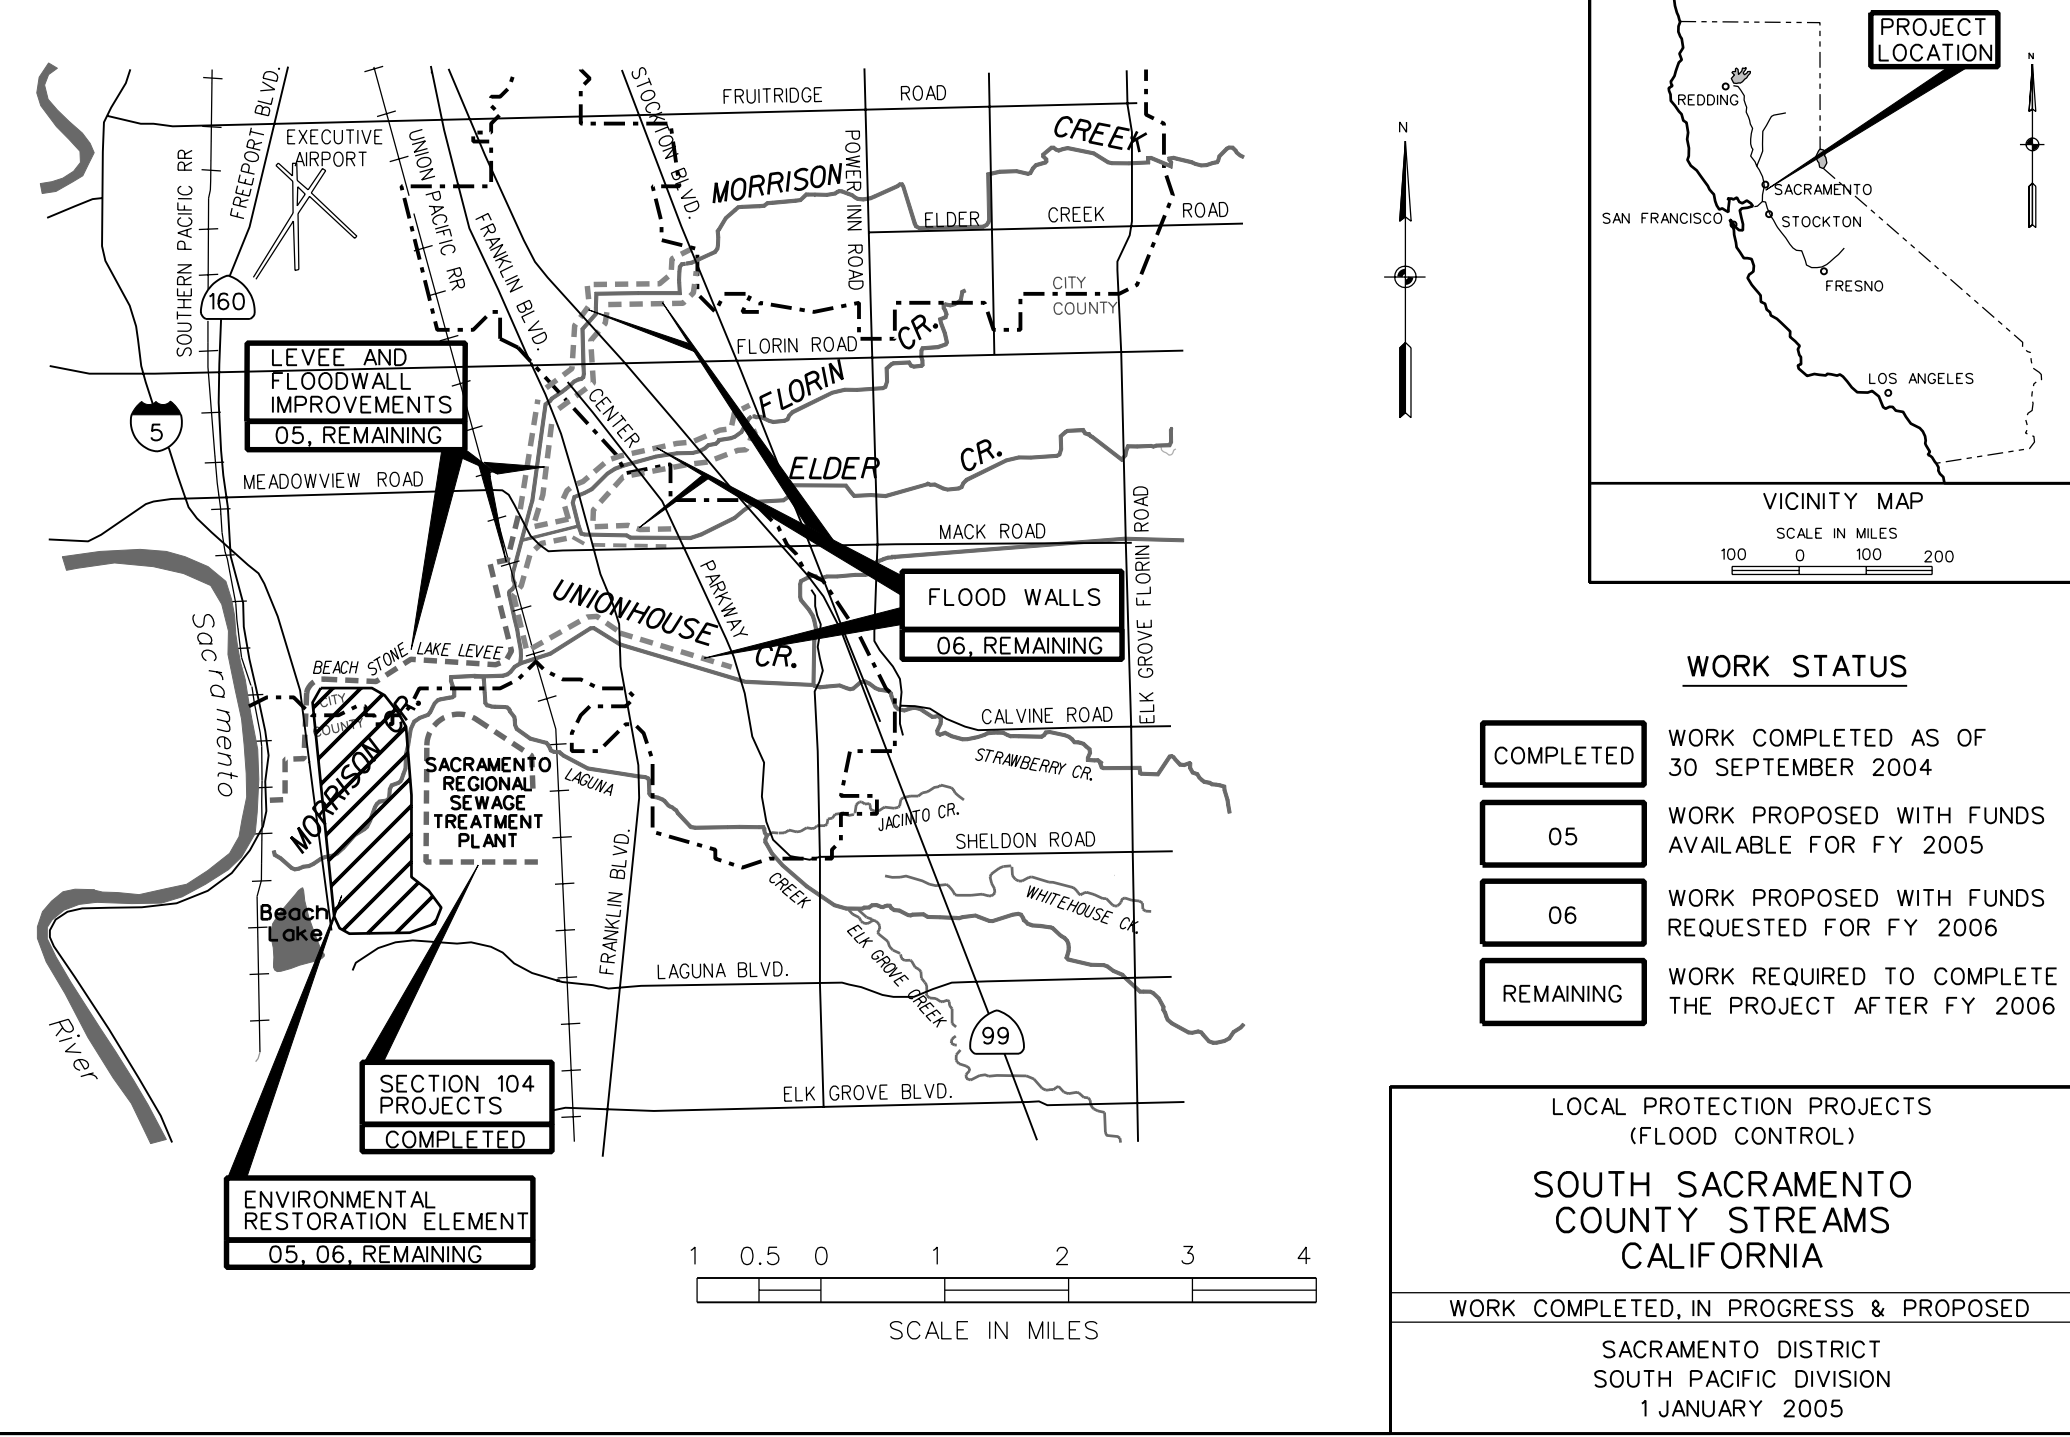 FRUITRIDGE ROAD
EXECUTIVE
AIRPORT
FREEPORT BLVD.
SOUTHERN PACIFIC RR
UNION PACIFIC RR
FRANKLIN BLVD.
STOCKTON BLVD.
POWER INN ROAD
MORRISON CREEK
ELDER CREEK ROAD
160
CITY
COUNTY
FLORIN ROAD
FLORIN CR.
LEVEE AND
FLOODWALL
IMPROVEMENTS
05, REMAINING
5
CENTER
PARKWAY
MEADOWVIEW ROAD
ELDER CR.
MACK ROAD
ELK GROVE FLORIN ROAD
UNIONHOUSE CR.
FLOOD WALLS
06, REMAINING
Sacramento
River
BEACH STONE LAKE LEVEE
CITY
COUNTY
MORRISON CR.
SACRAMENTO
REGIONAL
SEWAGE
TREATMENT
PLANT
CALVINE ROAD
STRAWBERRY CR.
LAGUNA
CREEK
JACINTO CR.
SHELDON ROAD
WHITEHOUSE CK.
ELK GROVE CREEK
Beach
Lake
FRANKLIN BLVD.
LAGUNA BLVD.
99
ELK GROVE BLVD.
SECTION 104
PROJECTS
COMPLETED
ENVIRONMENTAL
RESTORATION ELEMENT
05, 06, REMAINING
1 0.5 0 1 2 3 4
SCALE IN MILES
N
PROJECT
LOCATION
N
REDDING
SACRAMENTO
SAN FRANCISCO
STOCKTON
FRESNO
LOS ANGELES
VICINITY MAP
SCALE IN MILES
100 0 100 200
WORK STATUS
COMPLETED
WORK COMPLETED AS OF
30 SEPTEMBER 2004
05
WORK PROPOSED WITH FUNDS
AVAILABLE FOR FY 2005
06
WORK PROPOSED WITH FUNDS
REQUESTED FOR FY 2006
REMAINING
WORK REQUIRED TO COMPLETE
THE PROJECT AFTER FY 2006
LOCAL PROTECTION PROJECTS
(FLOOD CONTROL)
SOUTH SACRAMENTO
COUNTY STREAMS
CALIFORNIA
WORK COMPLETED, IN PROGRESS & PROPOSED
SACRAMENTO DISTRICT
SOUTH PACIFIC DIVISION
1 JANUARY 2005